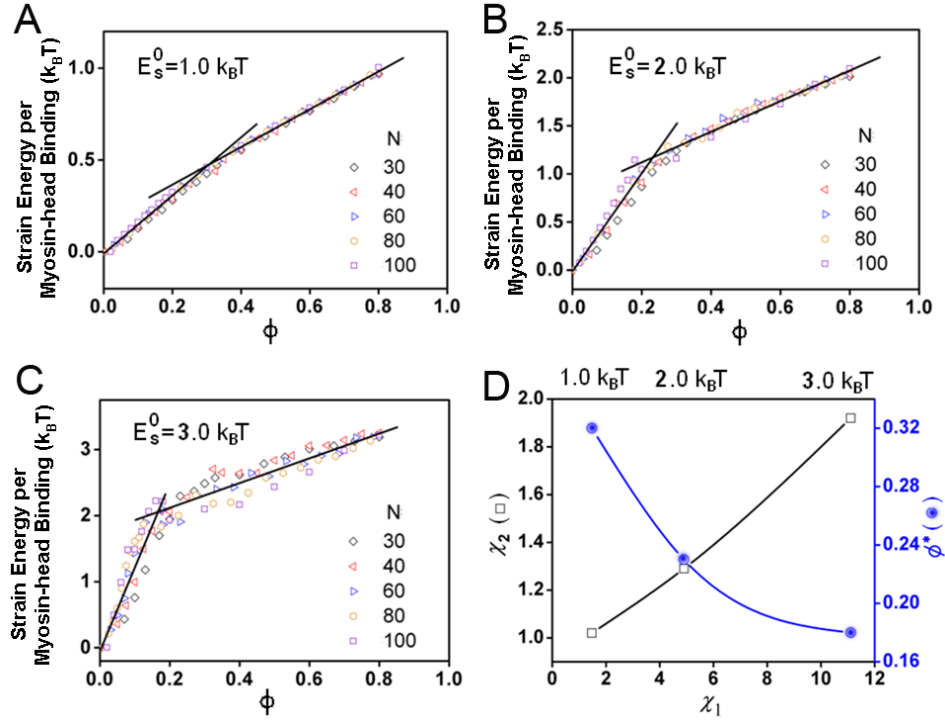 A
Strain Energy per
Myosin-head Binding (kBT)
E_s^0=1.0 kBT
1.0
0.5
0.0
N
30
40
60
80
100
0.0 0.2 0.4 0.6 0.8 1.0
ϕ
B
Strain Energy per
Myosin-head Binding (kBT)
E_s^0=2.0 kBT
2.5
2.0
1.5
1.0
0.5
0.0
N
30
40
60
80
100
0.0 0.2 0.4 0.6 0.8 1.0
ϕ
C
Strain Energy per
Myosin-head Binding (kBT)
E_s^0=3.0 kBT
3
2
1
0
N
30
40
60
80
100
0.0 0.2 0.4 0.6 0.8 1.0
ϕ
D
1.0 kBT 2.0 kBT 3.0 kBT
χ2 (□)
2.0
1.8
1.6
1.4
1.2
1.0
0.32
0.28
0.24
0.20
0.16
ϕ* ( )
0 2 4 6 8 10 12
χ1